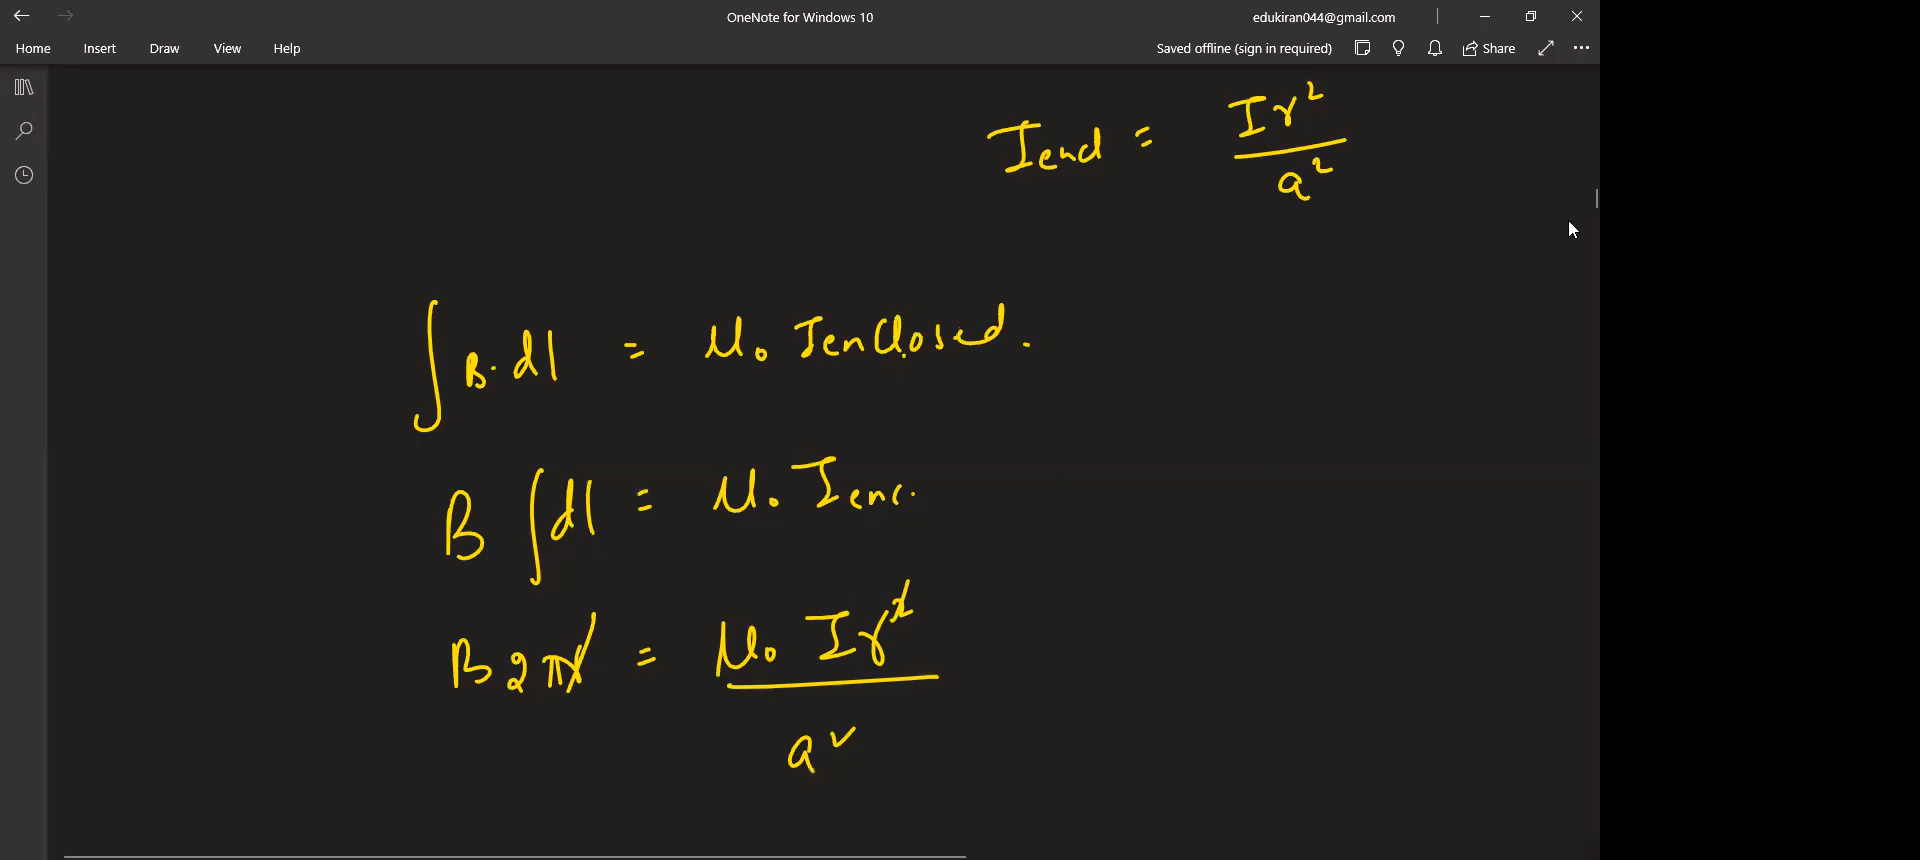 OneNote for Windows 10
edukiran044@gmail.com
Home Insert Draw View Help
Saved offline (sign in required) Share
Iencl = Ir²/a²
∫B.dl = μ₀ Ienclosed.
B ∫dl = μ₀ Ienc.
B 2πr = μ₀ Ir²/a²